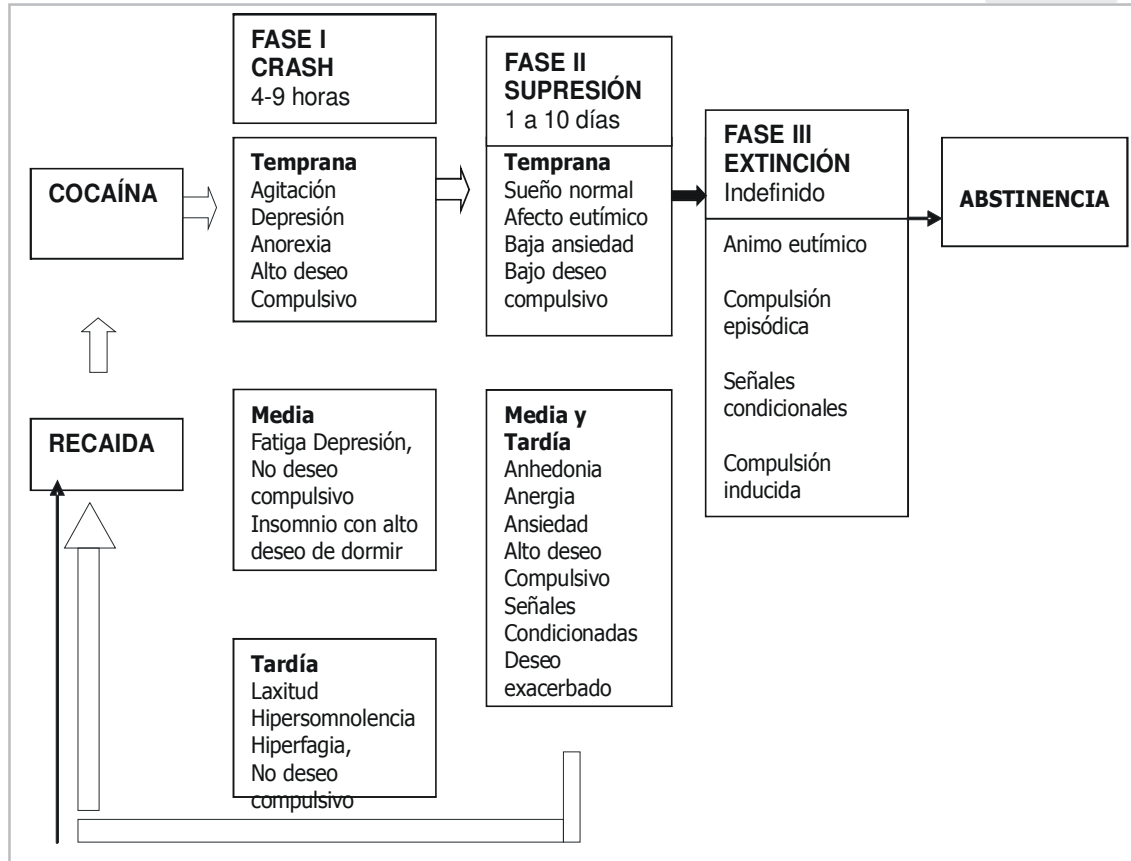 FASE I
CRASH
4-9 horas
FASE II
SUPRESIÓN
1 a 10 días
FASE III
EXTINCIÓN
Indefinido
COCAÍNA
Temprana
Agitación
Depresión
Anorexia
Alto deseo
Compulsivo
Temprana
Sueño normal
Afecto eutímico
Baja ansiedad
Bajo deseo
compulsivo
ABSTINENCIA
Animo eutímico
Compulsión
episódica
Señales
condicionales
Compulsión
inducida
RECAIDA
Media
Fatiga Depresión,
No deseo
compulsivo
Insomnio con alto
deseo de dormir
Media y
Tardía
Anhedonia
Anergia
Ansiedad
Alto deseo
Compulsivo
Señales
Condicionadas
Deseo
exacerbado
Tardía
Laxitud
Hipersomnolencia
Hiperfagia,
No deseo
compulsivo